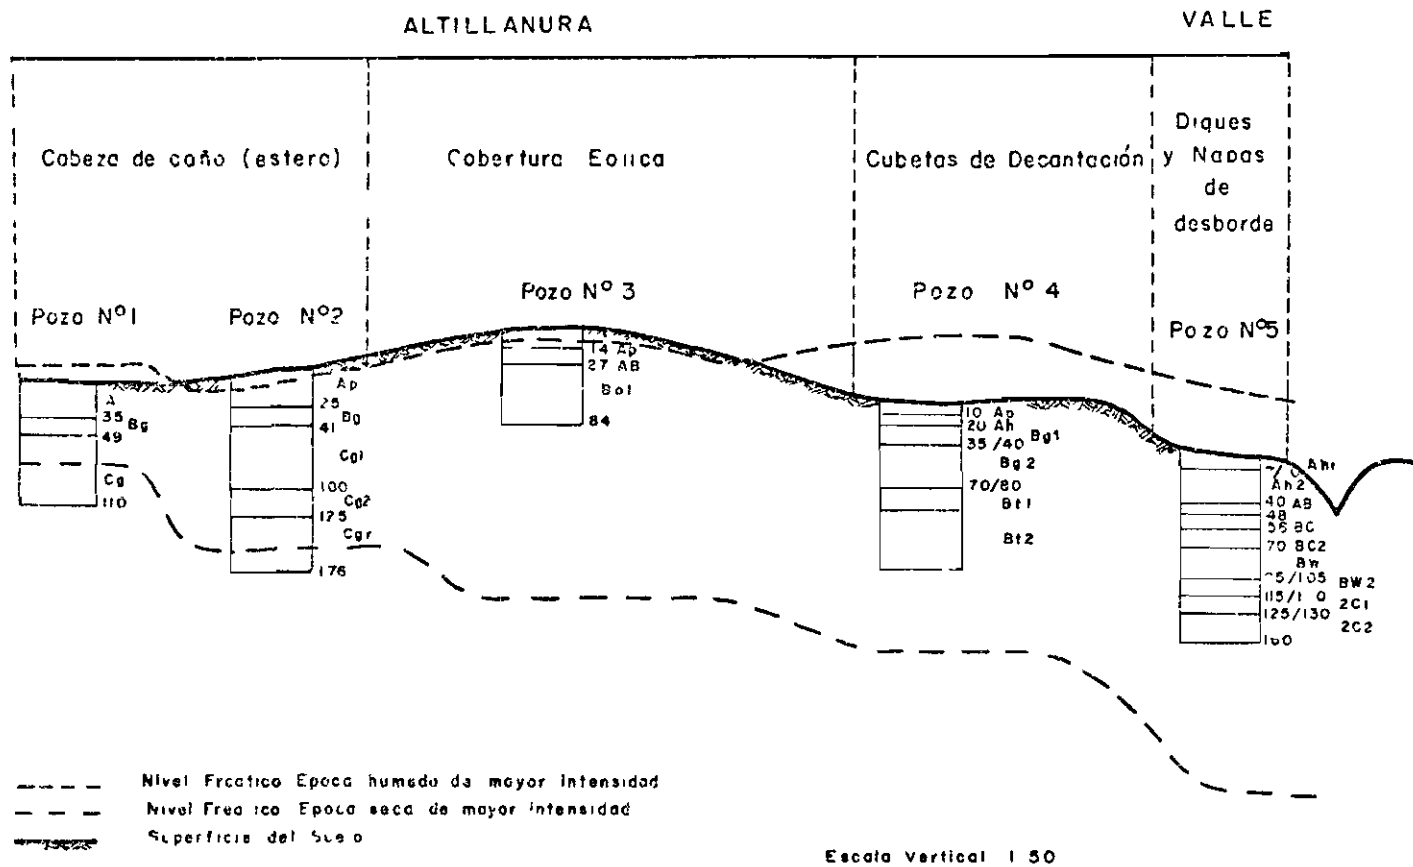 ALTILLANURA
VALLE
Cabeza de caño (estero)
Cobertura Eolica
Cubetas de Decantación
Diques
y Napas
de
desborde
Pozo Nº1
Pozo Nº2
Pozo Nº 3
Pozo Nº 4
Pozo Nº5
A
35
Bg
49
Cg
110
Ap
25
Bg
41
Cg1
100
Cg2
125
Cgr
176
14 Ap
27 AB
Bo1
84
10 Ap
20 Ah
35/40
Bg1
Bg2
70/80
Bt1
Bt2
Ah1
Ah2
40 AB
48
56 BC
70 BC2
Bw
BW2
2C1
125/130
2C2
160
Nivel Freatico Epoca humeda de mayor intensidad
Nivel Freatico Epoca seca de mayor intensidad
Superficie del Suelo
Escala Vertical 1 50